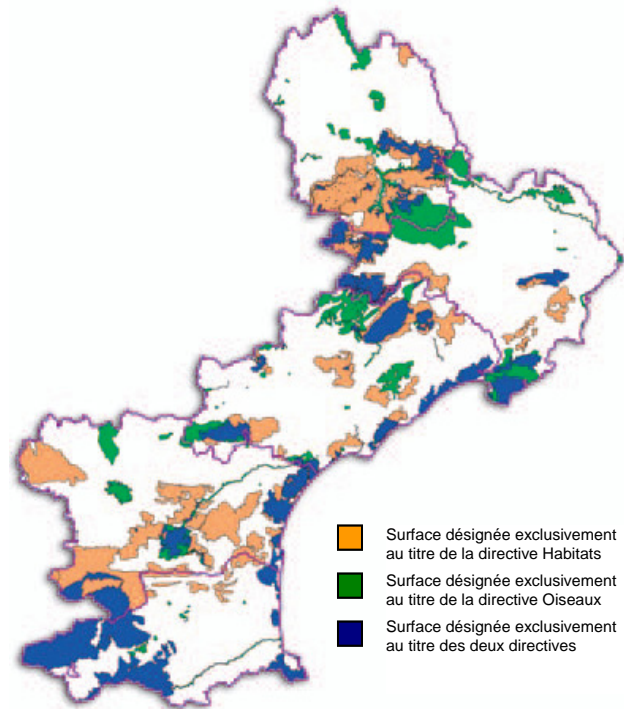 Surface désignée exclusivement
au titre de la directive Habitats
Surface désignée exclusivement
au titre de la directive Oiseaux
Surface désignée exclusivement
au titre des deux directives